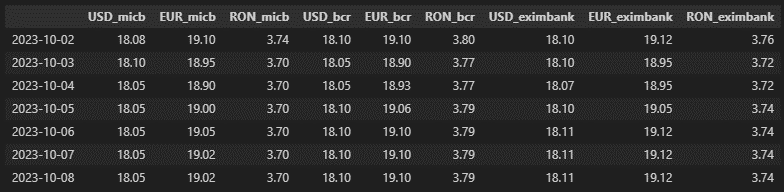 USD_micb EUR_micb RON_micb USD_bcr EUR_bcr RON_bcr USD_eximbank EUR_eximbank RON_eximbank
2023-10-02 18.08 19.10 3.74 18.10 19.10 3.80 18.10 19.12 3.76
2023-10-03 18.10 18.95 3.70 18.05 18.90 3.77 18.10 18.95 3.72
2023-10-04 18.05 18.90 3.70 18.05 18.93 3.77 18.07 18.95 3.72
2023-10-05 18.05 19.00 3.70 18.10 19.06 3.79 18.10 19.05 3.74
2023-10-06 18.05 19.05 3.70 18.10 19.10 3.79 18.11 19.12 3.74
2023-10-07 18.05 19.02 3.70 18.10 19.10 3.79 18.11 19.12 3.74
2023-10-08 18.05 19.02 3.70 18.10 19.10 3.79 18.11 19.12 3.74